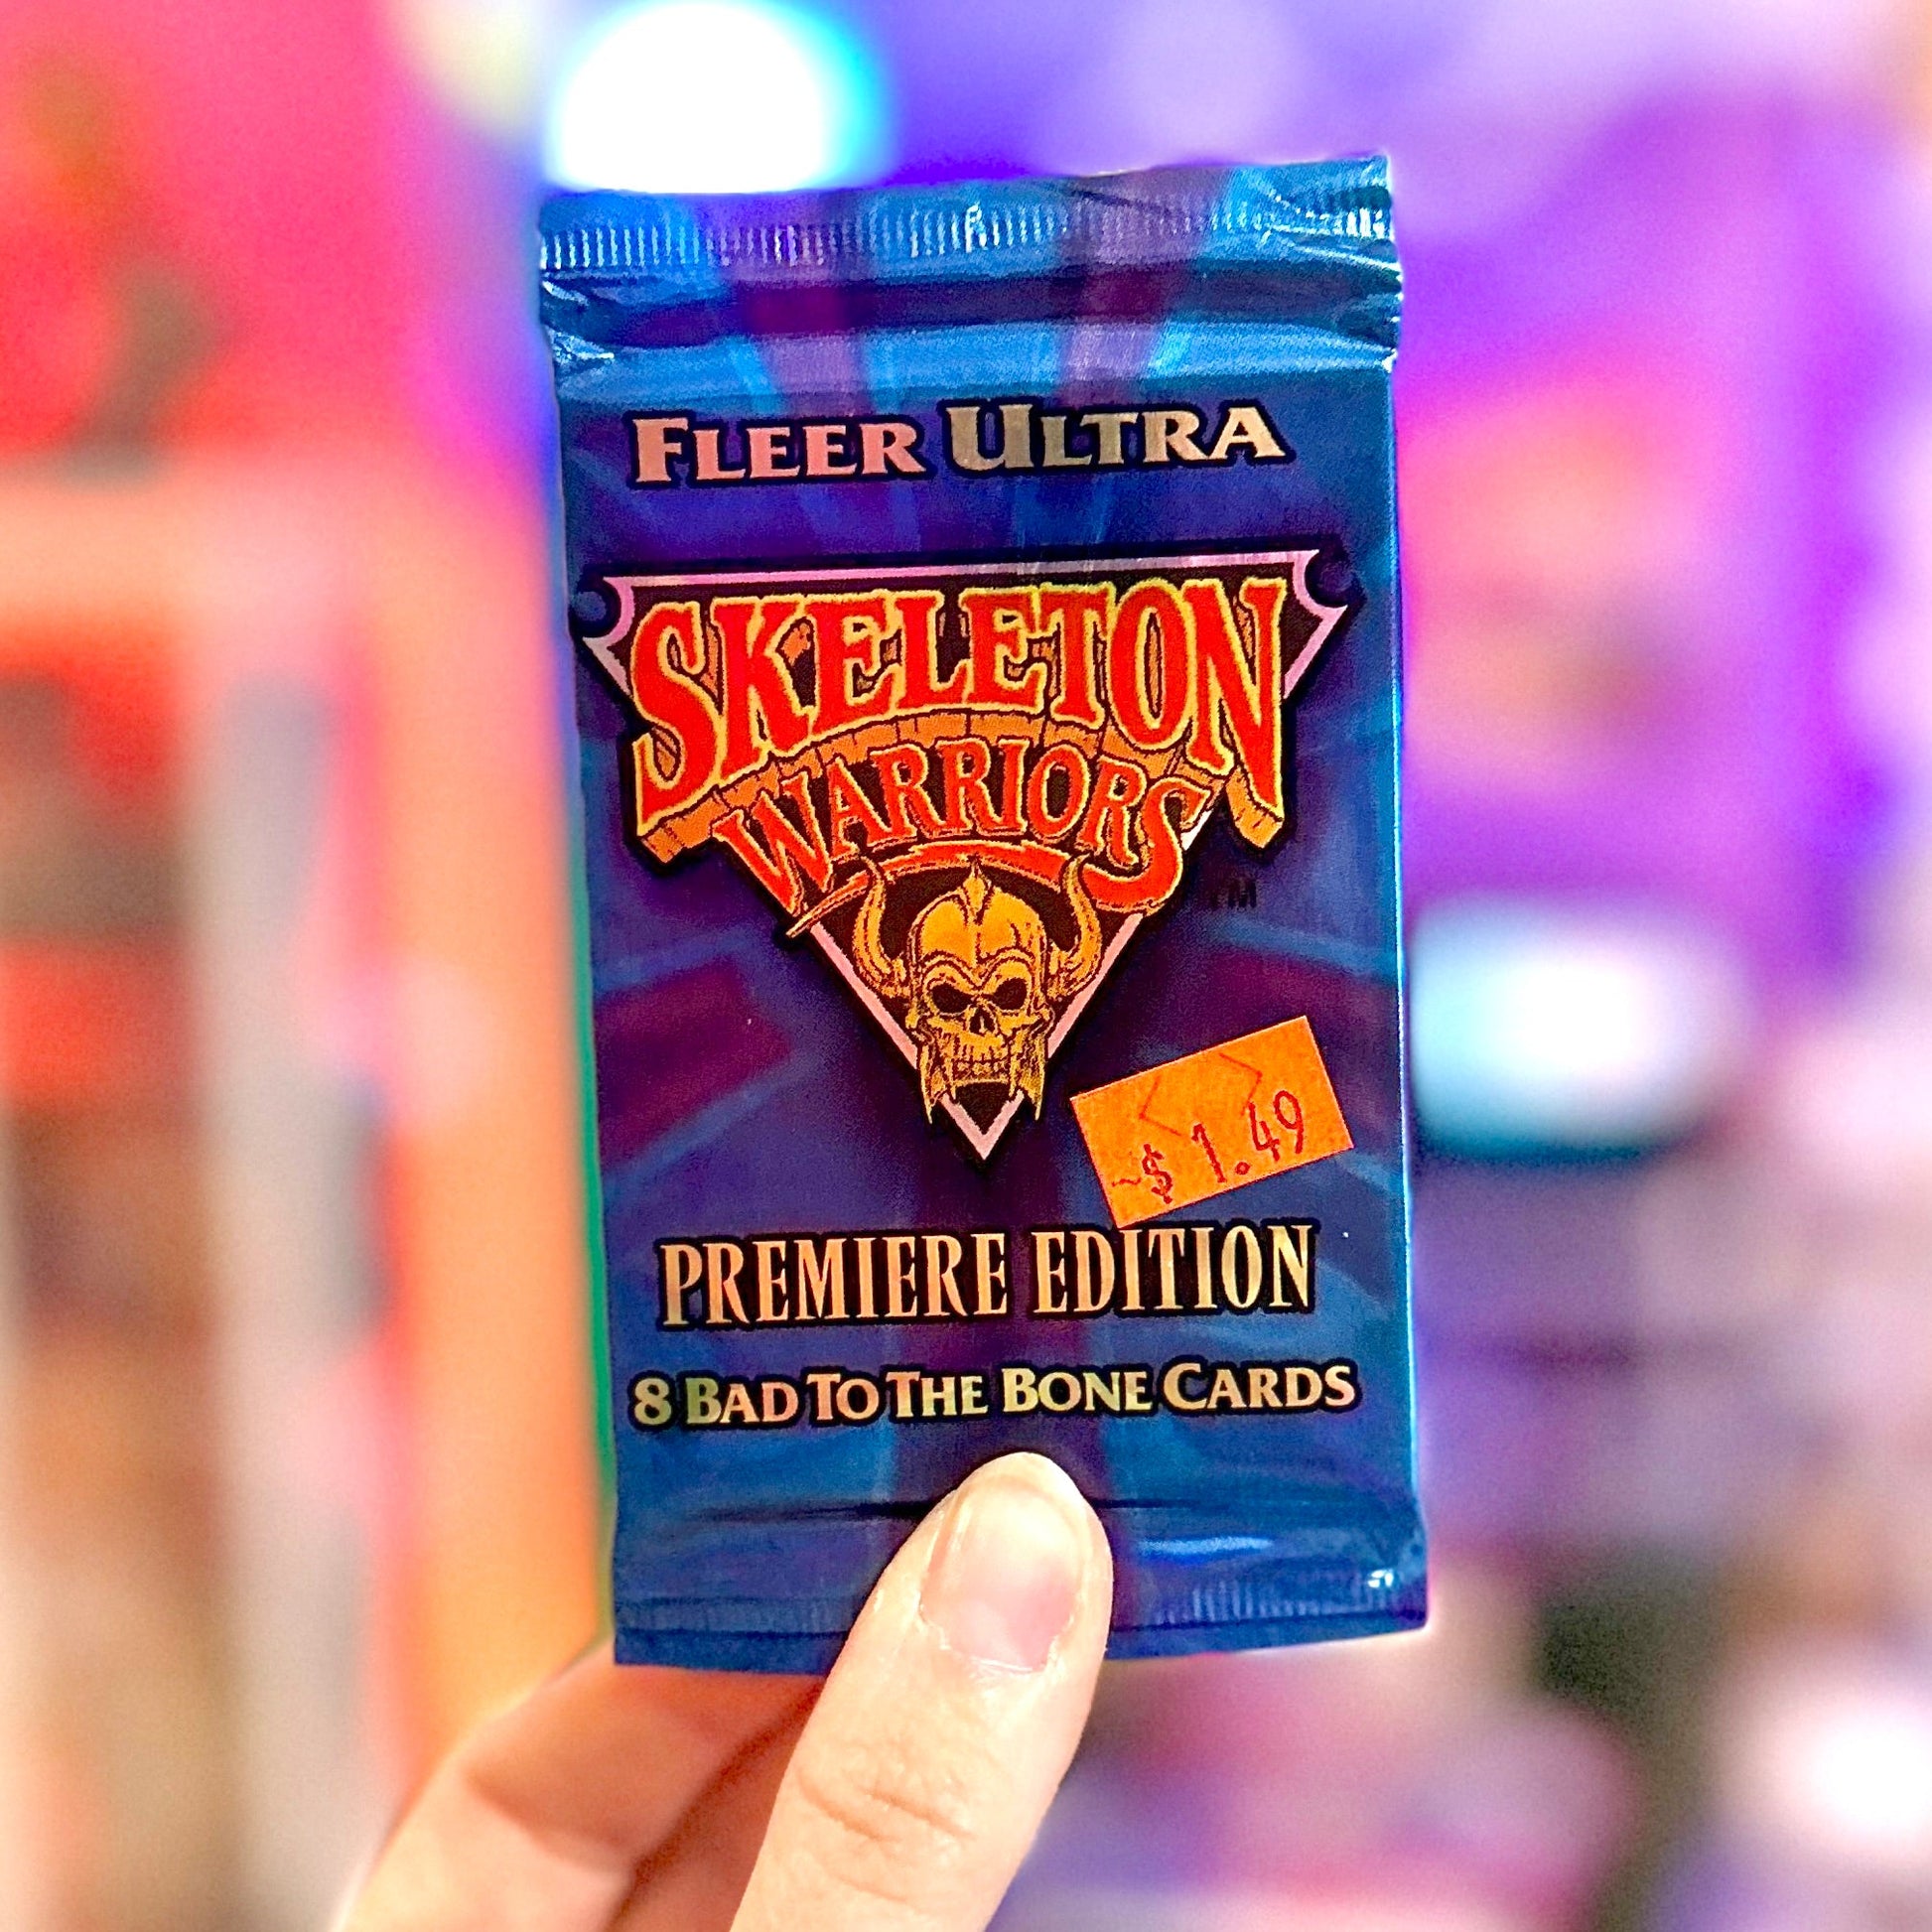 FLEER ULTRA
SKELETON
WARRIORS
TM
$1.49
PREMIERE EDITION
8 BAD TO THE BONE CARDS